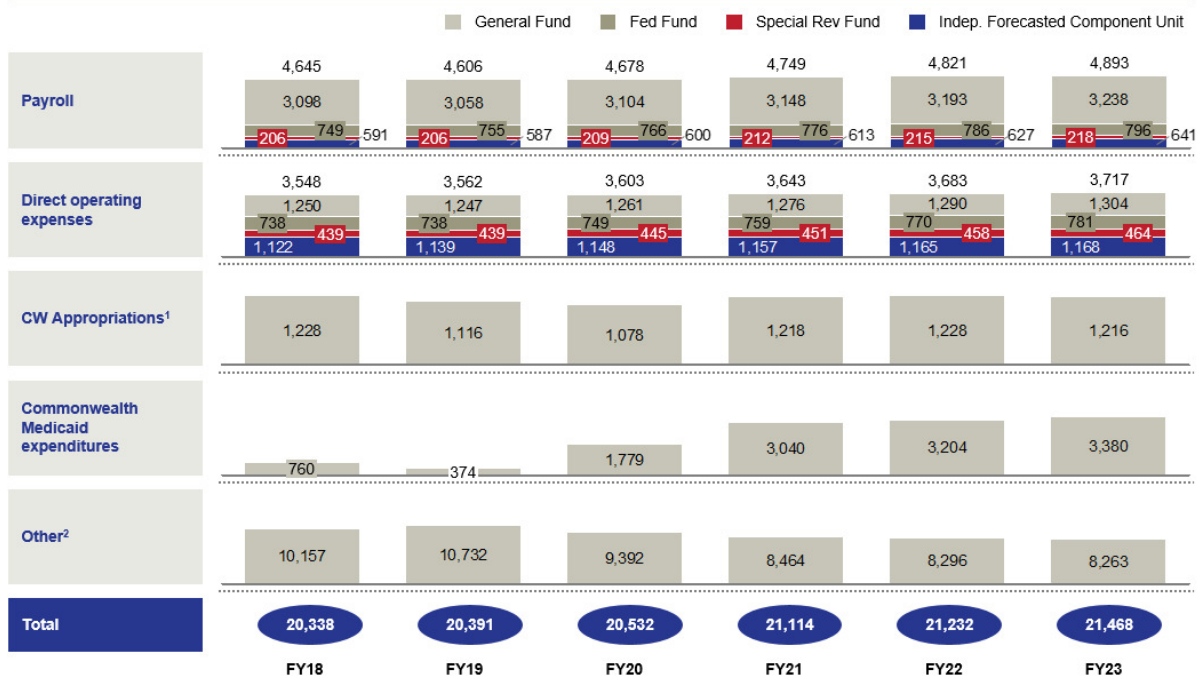 General Fund Fed Fund Special Rev Fund Indep. Forecasted Component Unit
Payroll
4,645 4,606 4,678 4,749 4,821 4,893
3,098 3,058 3,104 3,148 3,193 3,238
206 749 591 206 755 587 209 766 600 212 776 613 215 786 627 218 796 641
Direct operating
expenses
3,548 3,562 3,603 3,643 3,683 3,717
1,250 1,247 1,261 1,276 1,290 1,304
738 439 738 439 749 445 759 451 770 458 781 464
1,122 1,139 1,148 1,157 1,165 1,168
CW Appropriations¹
1,228 1,116 1,078 1,218 1,228 1,216
Commonwealth
Medicaid
expenditures
760 374 1,779 3,040 3,204 3,380
Other²
10,157 10,732 9,392 8,464 8,296 8,263
Total
20,338 20,391 20,532 21,114 21,232 21,468
FY18 FY19 FY20 FY21 FY22 FY23